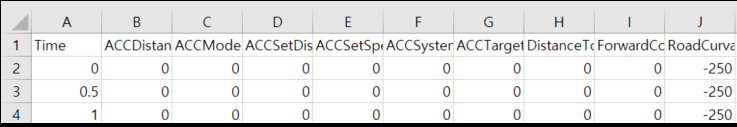 A B C D E F G H I J
1 Time ACCDistan ACCMode ACCSetDis ACCSetSpe ACCSystem ACCTarget DistanceTo ForwardCo RoadCurva
2 0 0 0 0 0 0 0 0 0 -250
3 0.5 0 0 0 0 0 0 0 0 -250
4 1 0 0 0 0 0 0 0 0 -250